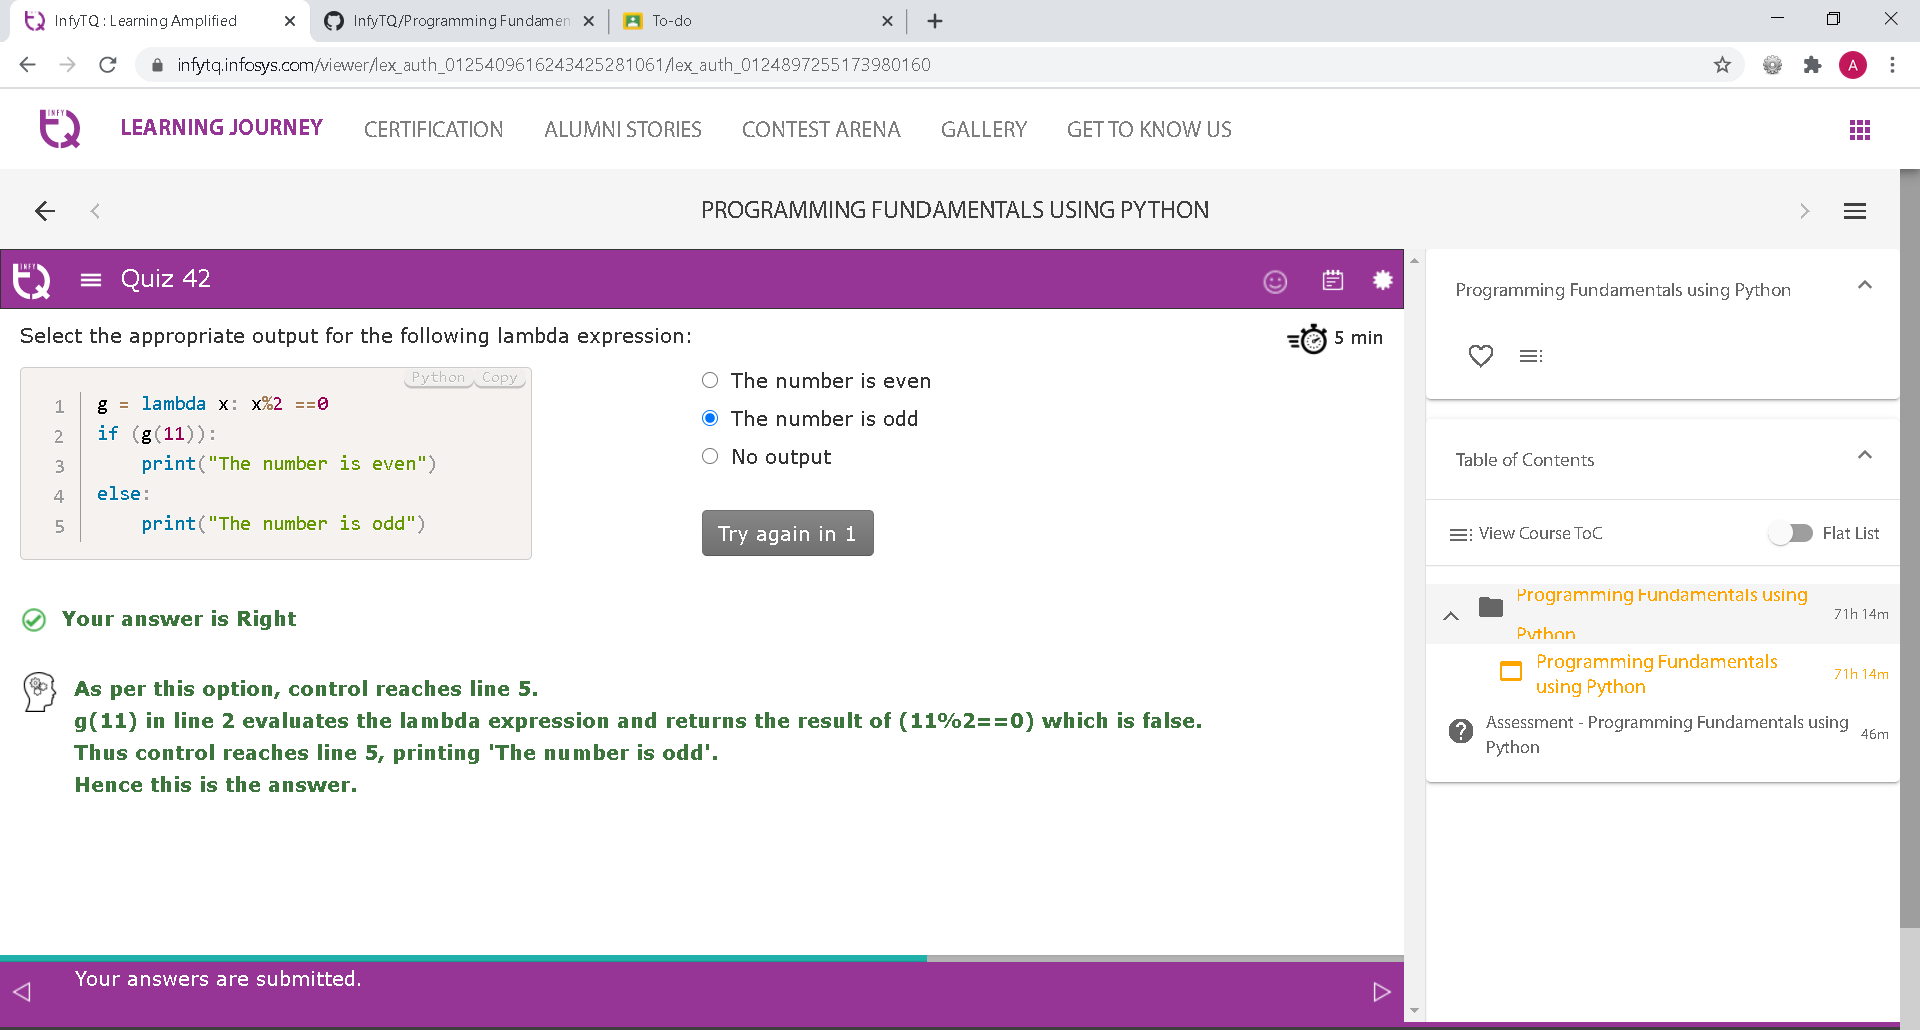 InfyTQ : Learning Amplified
InfyTQ/Programming Fundamen
To-do
infytq.infosys.com/viewer/lex_auth_0125409616243425281061/lex_auth_0124897255173980160
A
INFY
TQ
LEARNING JOURNEY
CERTIFICATION
ALUMNI STORIES
CONTEST ARENA
GALLERY
GET TO KNOW US
PROGRAMMING FUNDAMENTALS USING PYTHON
INFY
TQ
Quiz 42
Select the appropriate output for the following lambda expression:
5 min
Python
Copy
1 g = lambda x: x%2 ==0
2 if (g(11)):
3 print("The number is even")
4 else:
5 print("The number is odd")
The number is even
The number is odd
No output
Try again in 1
Your answer is Right
As per this option, control reaches line 5.
g(11) in line 2 evaluates the lambda expression and returns the result of (11%2==0) which is false.
Thus control reaches line 5, printing 'The number is odd'.
Hence this is the answer.
Your answers are submitted.
Programming Fundamentals using Python
Table of Contents
View Course ToC
Flat List
Programming Fundamentals using
Python
71h 14m
Programming Fundamentals
using Python
71h 14m
Assessment - Programming Fundamentals using
Python
46m